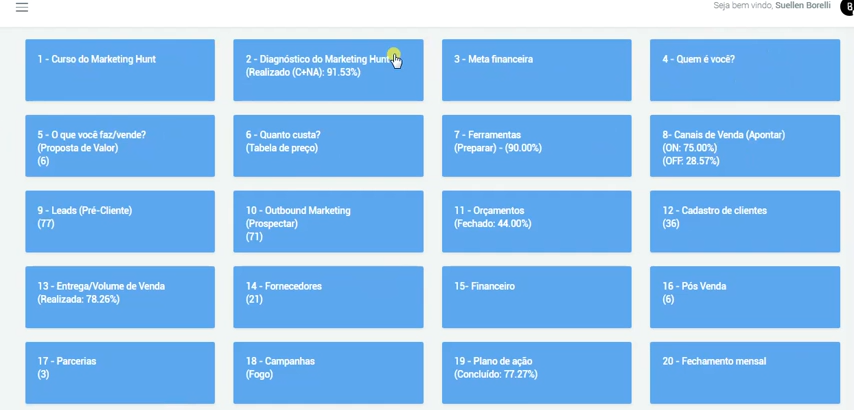 Seja bem vindo, Suellen Borelli
1 - Curso do Marketing Hunt
2 - Diagnóstico do Marketing Hunt
(Realizado (C+NA): 91.53%)
3 - Meta financeira
4 - Quem é você?
5 - O que você faz/vende?
(Proposta de Valor)
(6)
6 - Quanto custa?
(Tabela de preço)
7 - Ferramentas
(Preparar) - (90.00%)
8- Canais de Venda (Apontar)
(ON: 75.00%)
(OFF: 28.57%)
9 - Leads (Pré-Cliente)
(77)
10 - Outbound Marketing
(Prospectar)
(71)
11 - Orçamentos
(Fechado: 44.00%)
12 - Cadastro de clientes
(36)
13 - Entrega/Volume de Venda
(Realizada: 78.26%)
14 - Fornecedores
(21)
15- Financeiro
16 - Pós Venda
(6)
17 - Parcerias
(3)
18 - Campanhas
(Fogo)
19 - Plano de ação
(Concluído: 77.27%)
20 - Fechamento mensal